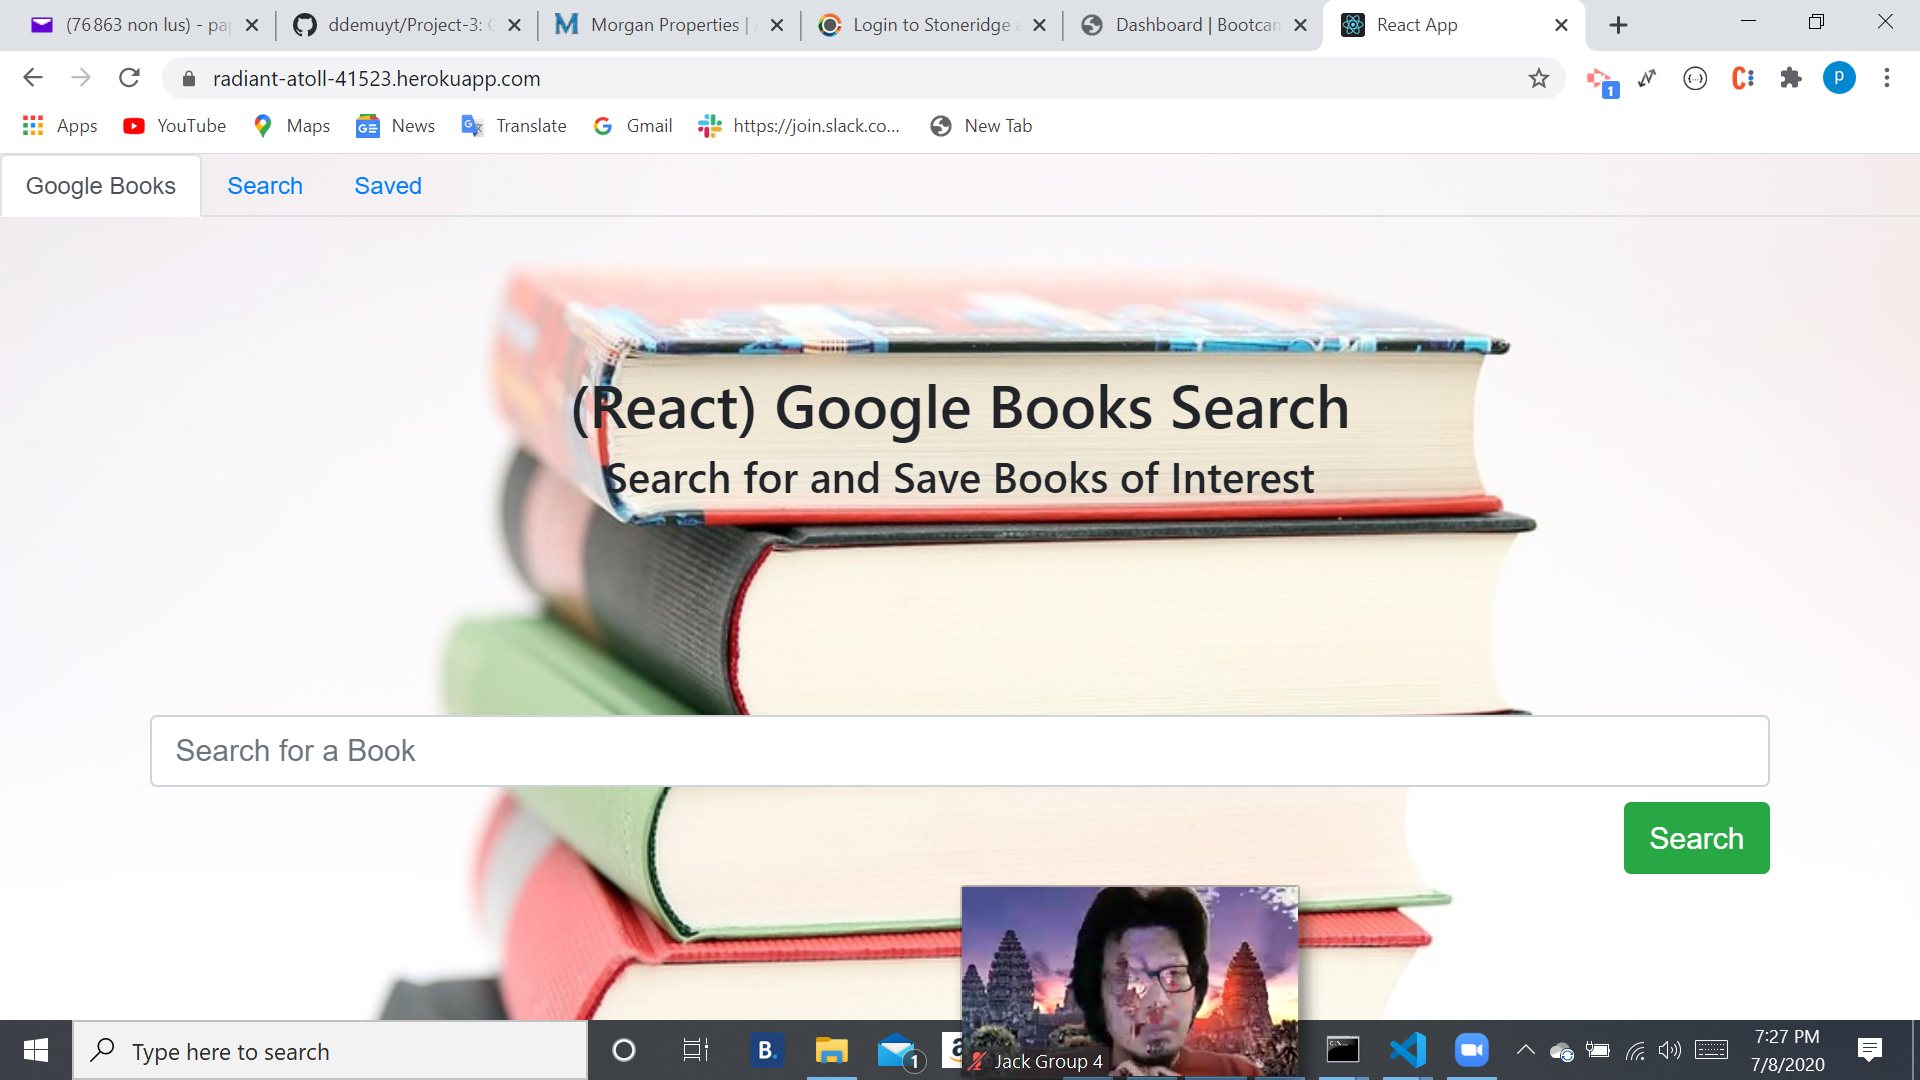 (76 863 non lus) - pa
ddemuyt/Project-3:
Morgan Properties |
Login to Stoneridge
Dashboard | Bootcam
React App
radiant-atoll-41523.herokuapp.com
1
p
Apps
YouTube
Maps
News
Translate
Gmail
https://join.slack.co...
New Tab
Google Books
Search
Saved
(React) Google Books Search
Search for and Save Books of Interest
Search for a Book
Search
Jack Group 4
Type here to search
B.
1
a
7:27 PM
7/8/2020